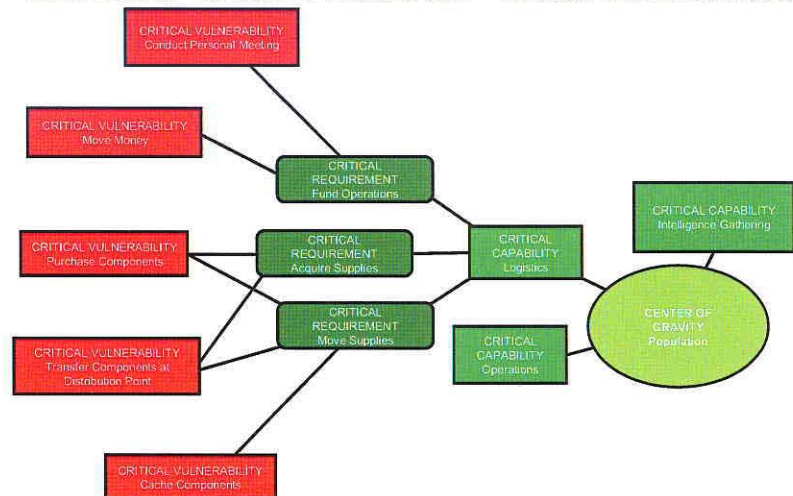 CRITICAL VULNERABILITY
Conduct Personal Meeting
CRITICAL VULNERABILITY
Move Money
CRITICAL
REQUIREMENT
Fund Operations
CRITICAL CAPABILITY
Intelligence Gathering
CRITICAL VULNERABILITY
Purchase Components
CRITICAL
REQUIREMENT
Acquire Supplies
CRITICAL
CAPABILITY
Logistics
CRITICAL
REQUIREMENT
Move Supplies
CENTER OF
GRAVITY
Population
CRITICAL VULNERABILITY
Transfer Components at
Distribution Point
CRITICAL
CAPABILITY
Operations
CRITICAL VULNERABILITY
Cache Components